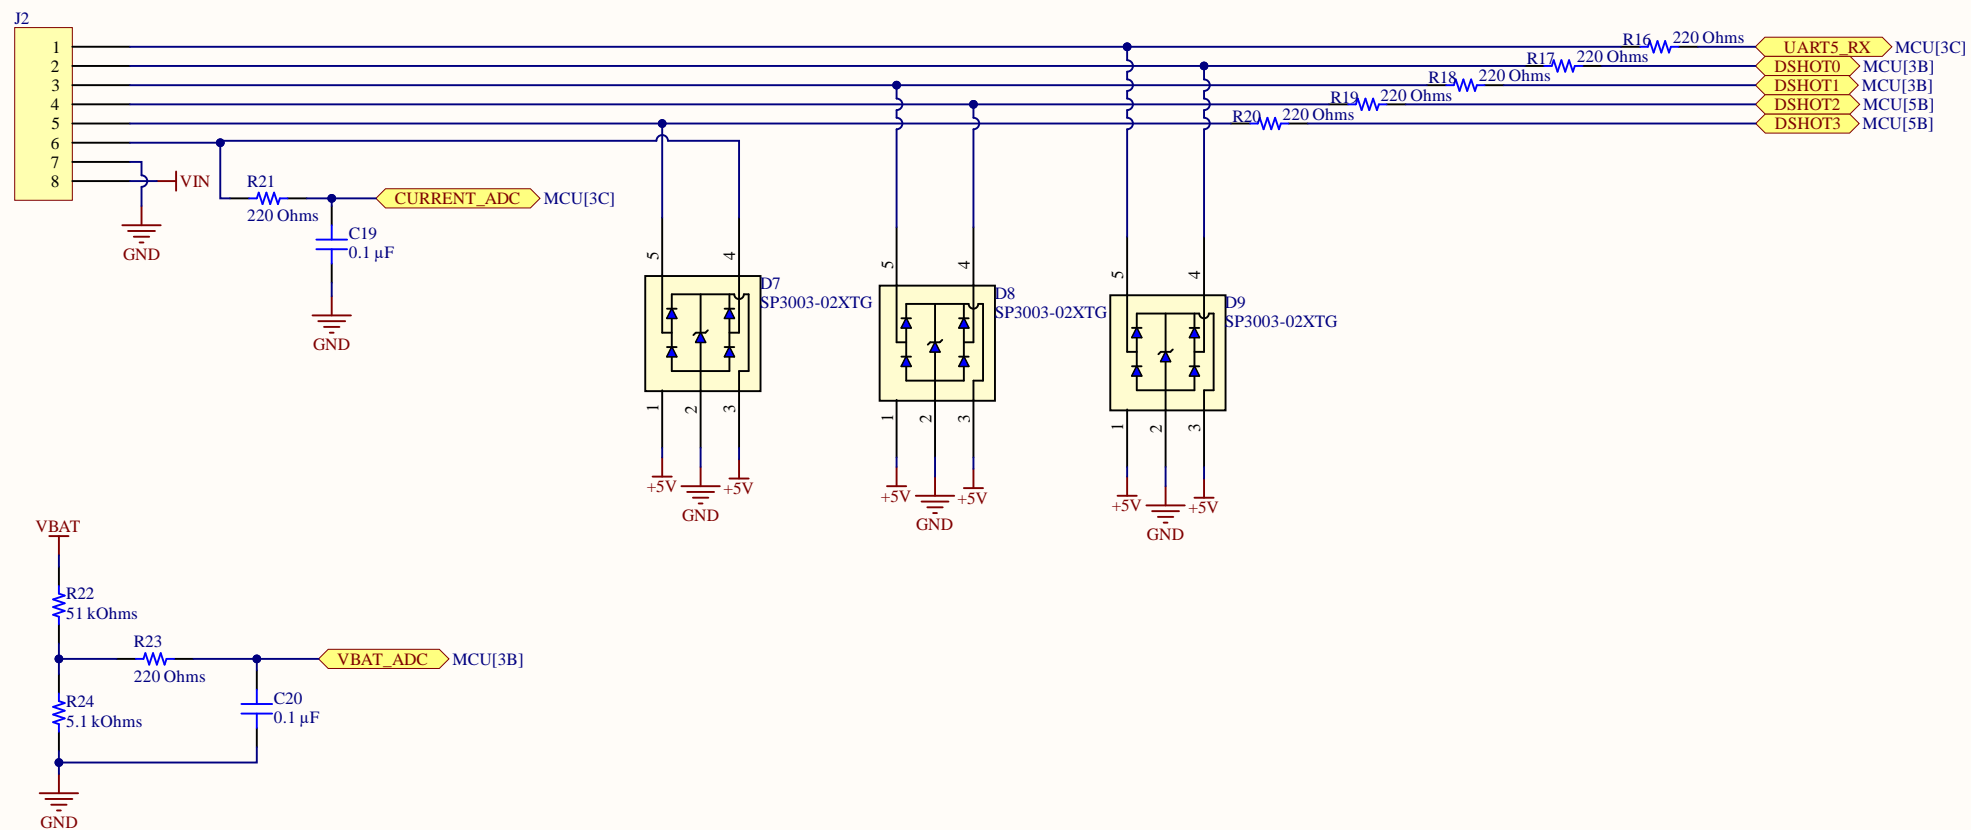 J2
1
2
3
4
5
6
7
8
R16 220 Ohms
UART5_RX MCU[3C]
R17 220 Ohms
DSHOT0 MCU[3B]
R18 220 Ohms
DSHOT1 MCU[3B]
R19 220 Ohms
DSHOT2 MCU[5B]
R20 220 Ohms
DSHOT3 MCU[5B]
VIN
GND
R21
220 Ohms
CURRENT_ADC MCU[3C]
C19
0.1 µF
GND
5 4
D7
SP3003-02XTG
1 2 3
+5V
GND
+5V
5 4
D8
SP3003-02XTG
1 2 3
+5V
GND
+5V
5 4
D9
SP3003-02XTG
1 2 3
+5V
GND
+5V
VBAT
R22
51 kOhms
R23
220 Ohms
VBAT_ADC MCU[3B]
R24
5.1 kOhms
C20
0.1 µF
GND